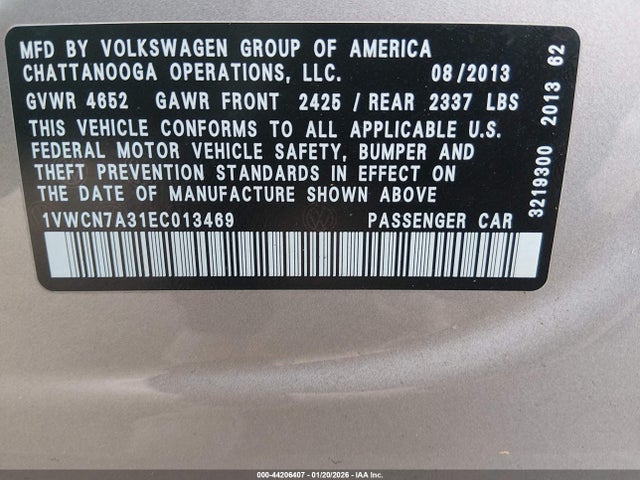 MFD BY VOLKSWAGEN GROUP OF AMERICA
CHATTANOOGA OPERATIONS, LLC. 08/2013
GVWR 4652 GAWR FRONT 2425 / REAR 2337 LBS
THIS VEHICLE CONFORMS TO ALL APPLICABLE U.S.
FEDERAL MOTOR VEHICLE SAFETY, BUMPER AND
THEFT PREVENTION STANDARDS IN EFFECT ON
THE DATE OF MANUFACTURE SHOWN ABOVE
1VWCN7A31EC013469 PASSENGER CAR
3219300 2013 62
000-44206407 - 01/20/2026 - IAA Inc.